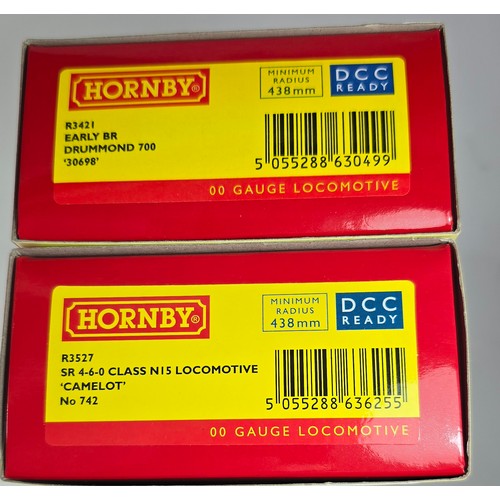 HORNBY®
MINIMUM
RADIUS
438mm
DCC
READY
R3421
EARLY BR
DRUMMOND 700
'30698'
5 055288 630499
00 GAUGE LOCOMOTIVE
HORNBY®
MINIMUM
RADIUS
438mm
DCC
READY
R3527
SR 4-6-0 CLASS N15 LOCOMOTIVE
'CAMELOT'
No 742
5 055288 636255
00 GAUGE LOCOMOTIVE